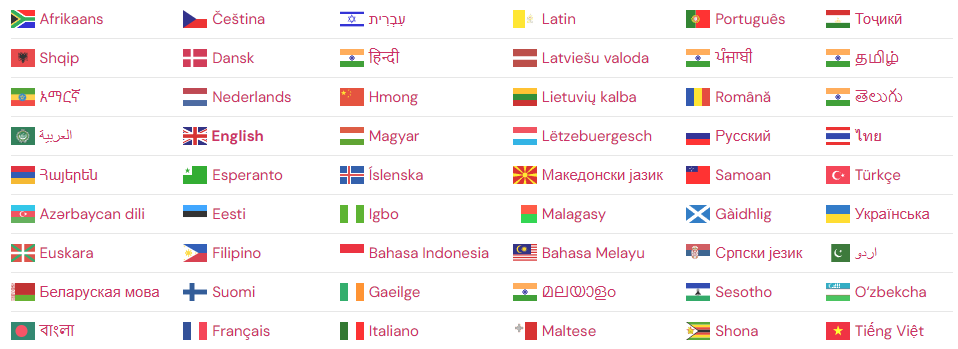 Afrikaans Čeština עִבְרִית Latin Português Тоҷикӣ
Shqip Dansk हिन्दी Latviešu valoda ਪੰਜਾਬੀ தமிழ்
አማርኛ Nederlands Hmong Lietuvių kalba Română తెలుగు
العربية English Magyar Lëtzebuergesch Русский ไทย
Հայերեն Esperanto Íslenska Македонски јазик Samoan Türkçe
Azərbaycan dili Eesti Igbo Malagasy Gàidhlig Українська
Euskara Filipino Bahasa Indonesia Bahasa Melayu Српски језик اردو
Беларуская мова Suomi Gaeilge മലയാളം Sesotho O‘zbekcha
বাংলা Français Italiano Maltese Shona Tiếng Việt